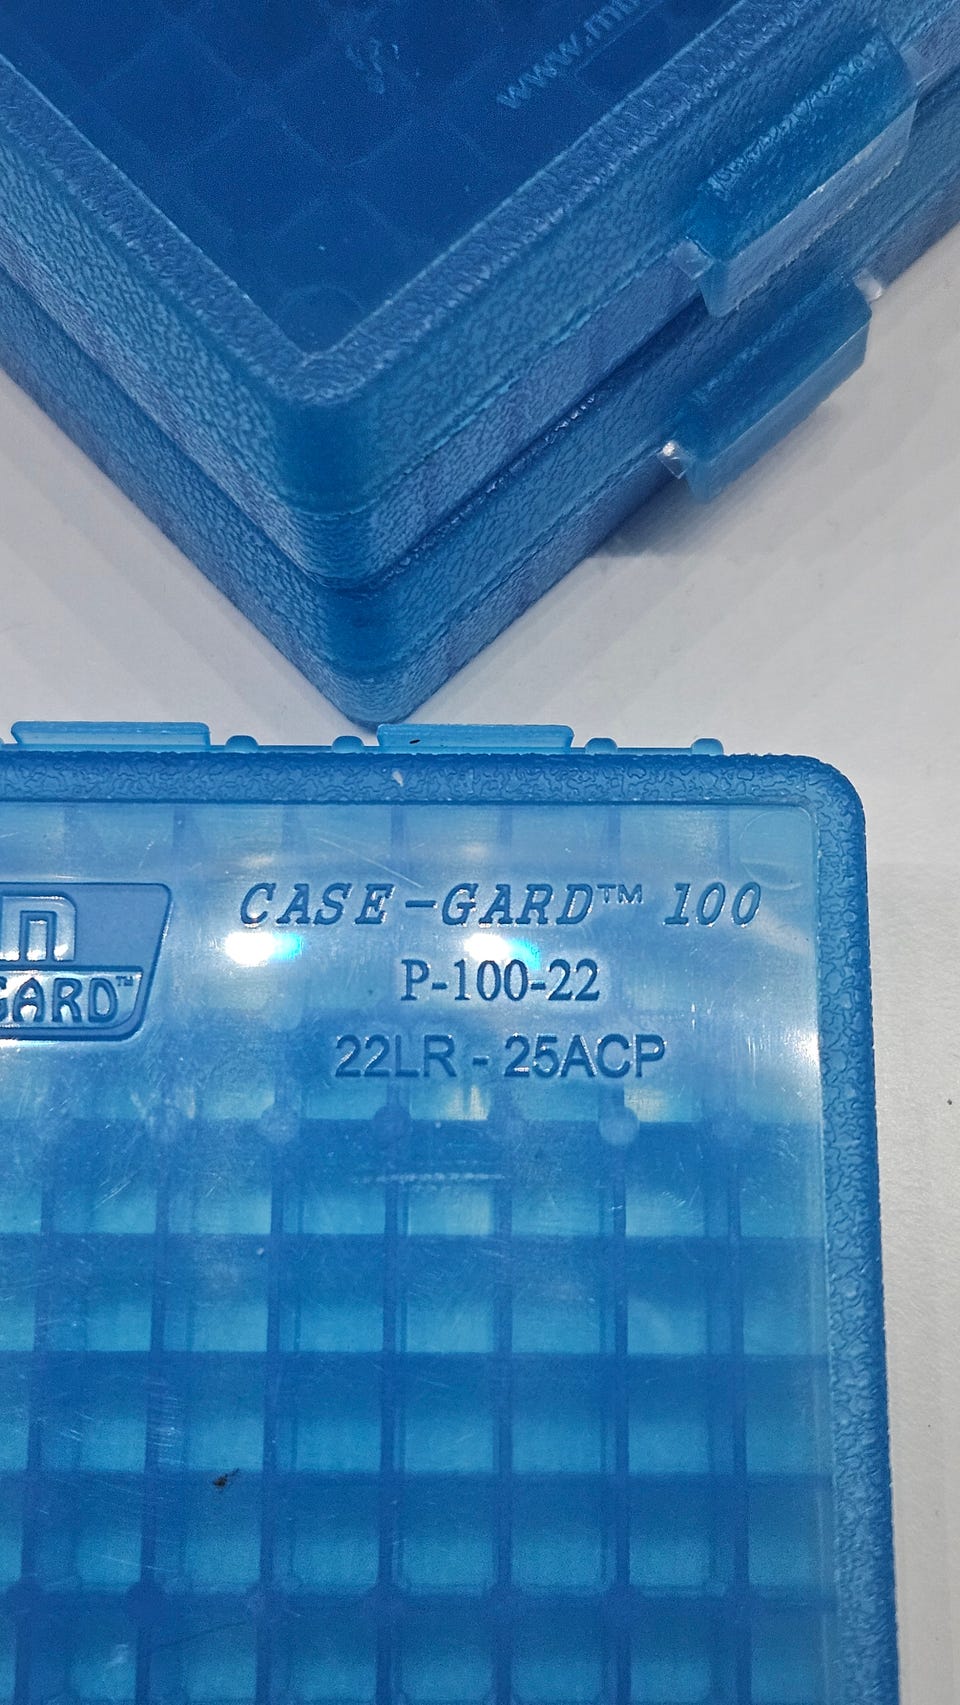 CASE-GARD™ 100
P-100-22
22LR - 25ACP